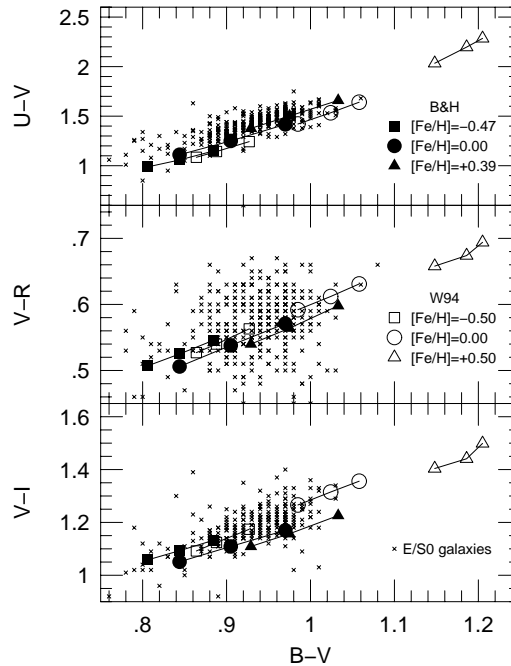 2.5
2
1.5
1
U−V
B&H
[Fe/H]=−0.47
[Fe/H]=0.00
[Fe/H]=+0.39
.7
.6
.5
V−R
W94
[Fe/H]=−0.50
[Fe/H]=0.00
[Fe/H]=+0.50
1.6
1.4
1.2
1
V−I
E/S0 galaxies
.8 .9 1 1.1 1.2
B−V